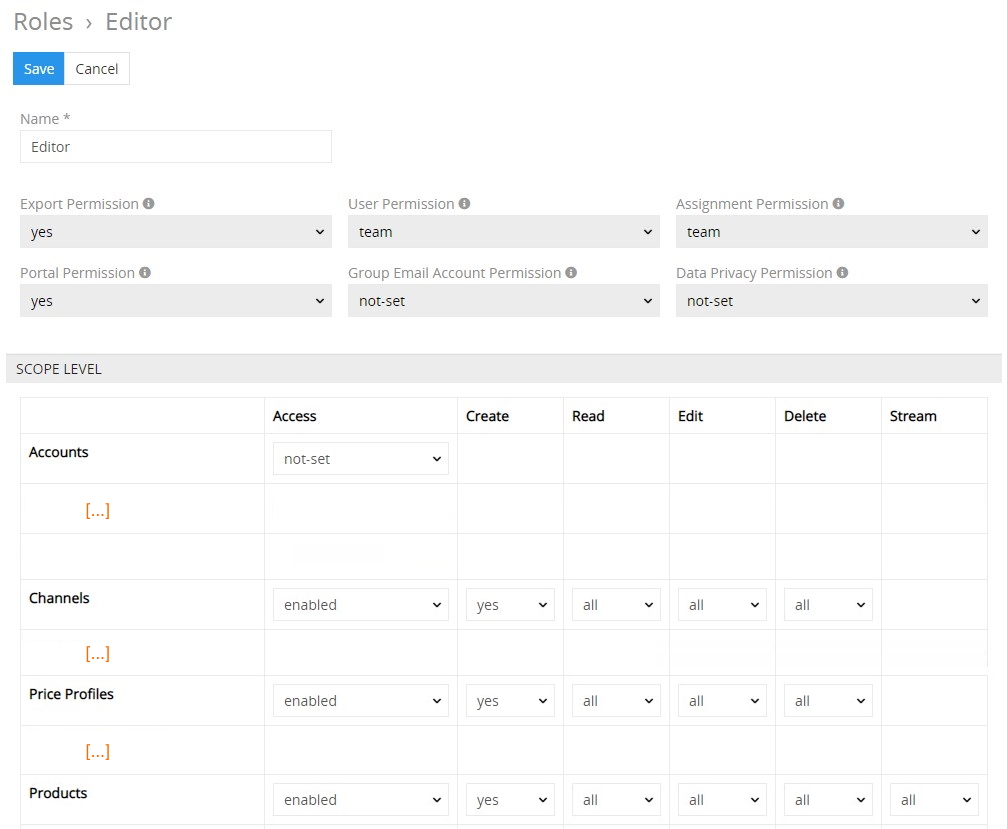 Roles › Editor
Save Cancel
Name *
Editor
Export Permission User Permission Assignment Permission
yes team team
Portal Permission Group Email Account Permission Data Privacy Permission
yes not-set not-set
SCOPE LEVEL
Access Create Read Edit Delete Stream
Accounts not-set
[...]
Channels enabled yes all all all
[...]
Price Profiles enabled yes all all all
[...]
Products enabled yes all all all all